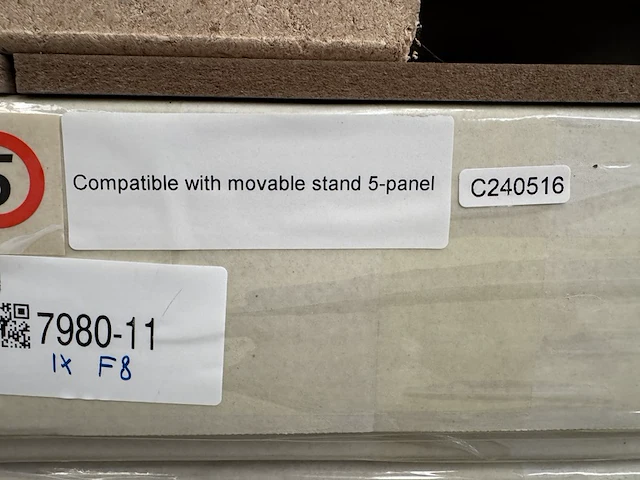 5
Compatible with movable stand 5-panel
C240516
7980-11
1x F8